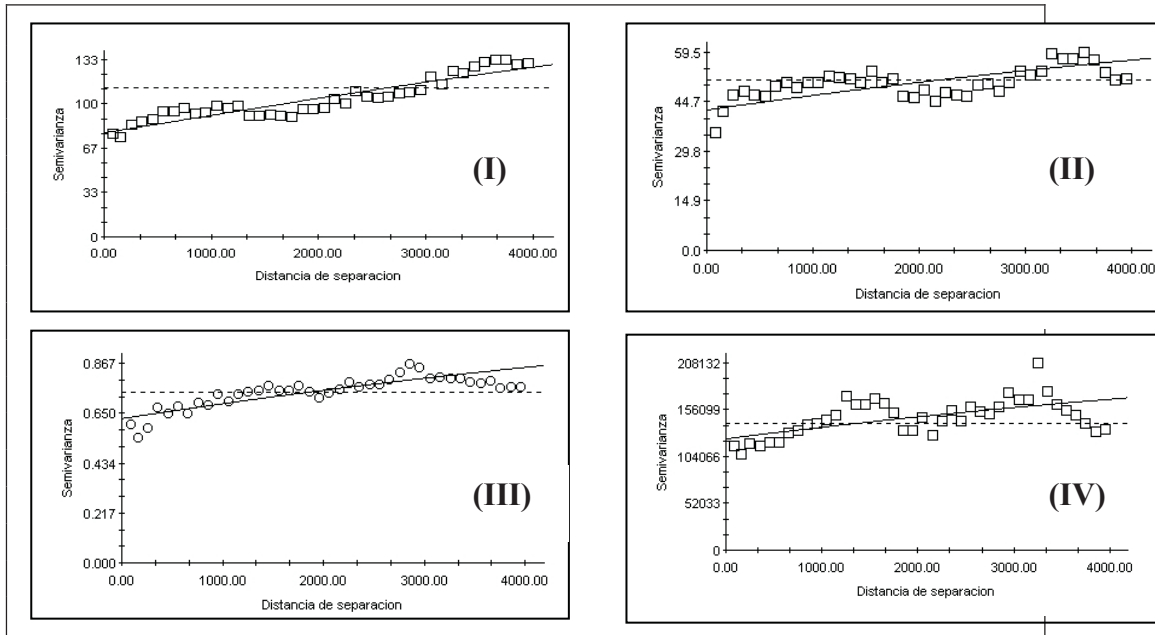 133
100
67
33
0
Semivarianza
0.00 1000.00 2000.00 3000.00 4000.00
Distancia de separacion
(I)
59.5
44.7
29.8
14.9
0.0
Semivarianza
0.00 1000.00 2000.00 3000.00 4000.00
Distancia de separacion
(II)
0.867
0.650
0.434
0.217
0.000
Semivarianza
0.00 1000.00 2000.00 3000.00 4000.00
Distancia de separacion
(III)
208132
156099
104066
52033
0
Semivarianza
0.00 1000.00 2000.00 3000.00 4000.00
Distancia de separacion
(IV)